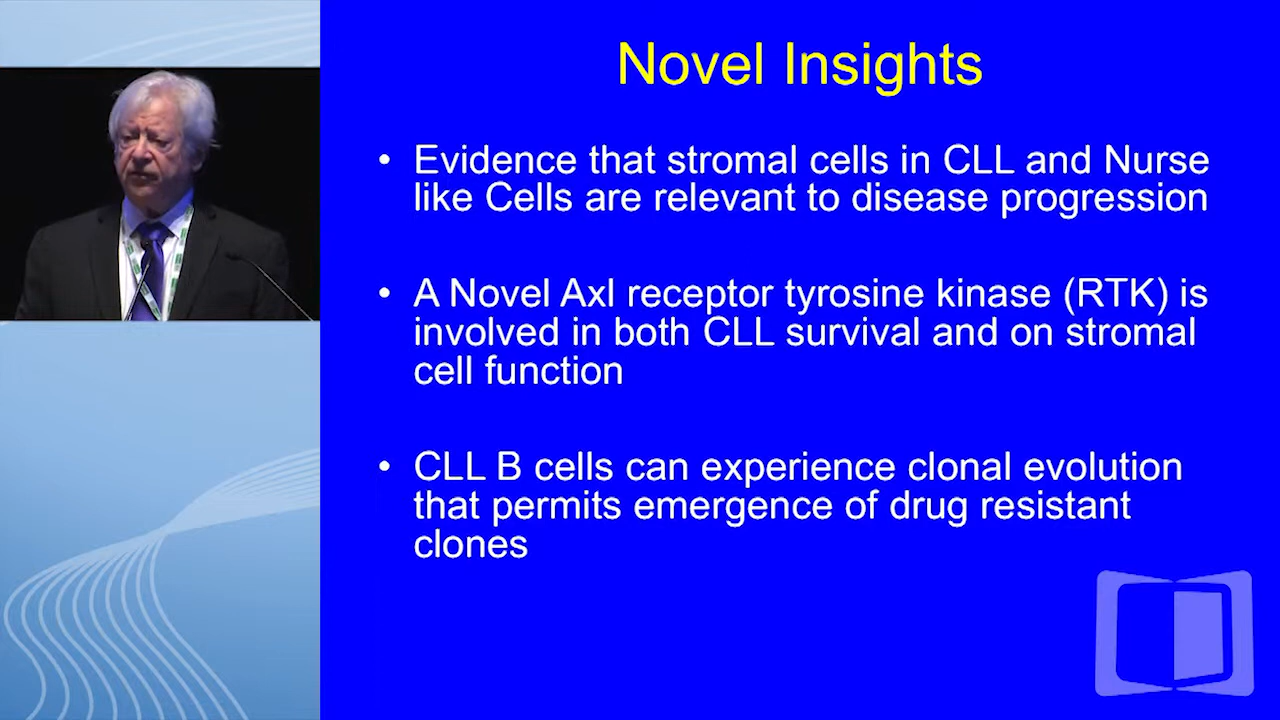 Novel Insights
• Evidence that stromal cells in CLL and Nurse
like Cells are relevant to disease progression
• A Novel Axl receptor tyrosine kinase (RTK) is
involved in both CLL survival and on stromal
cell function
• CLL B cells can experience clonal evolution
that permits emergence of drug resistant
clones